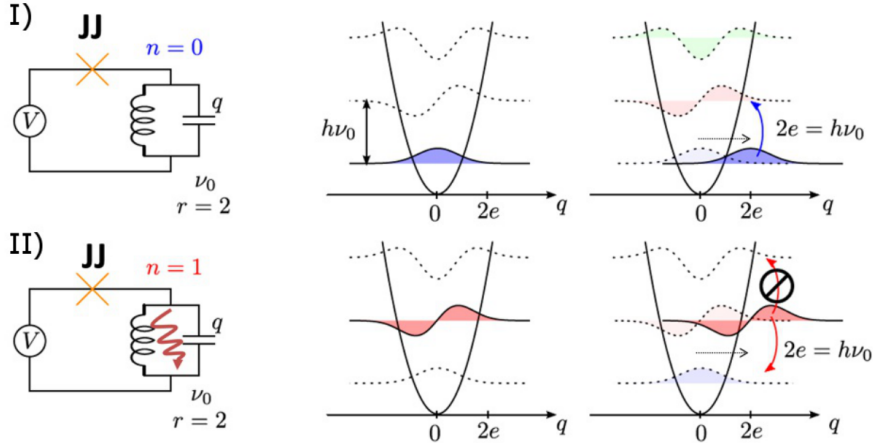 I)
JJ
n = 0
V
q
ν₀
r = 2
hν₀
0
2e
q
2e = hν₀
0
2e
q
II)
JJ
n = 1
V
q
ν₀
r = 2
0
2e
q
2e = hν₀
0
2e
q